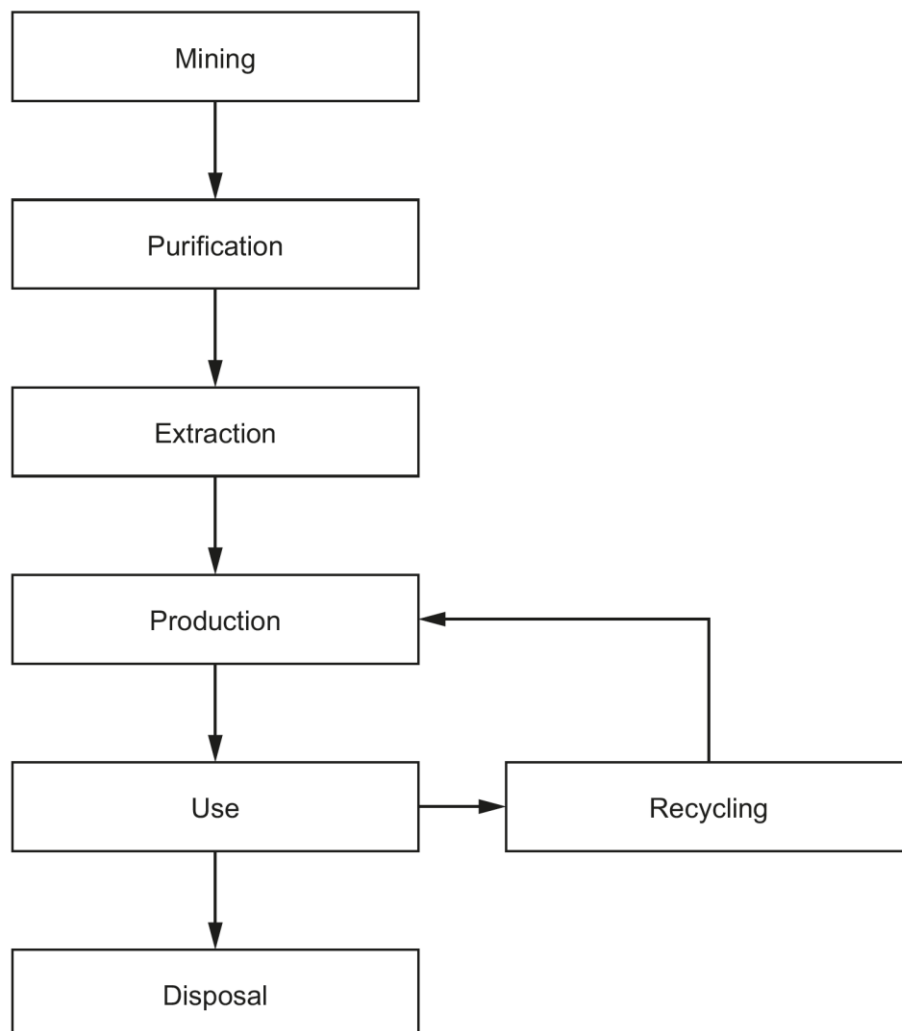 Mining
Purification
Extraction
Production
Use
Recycling
Disposal